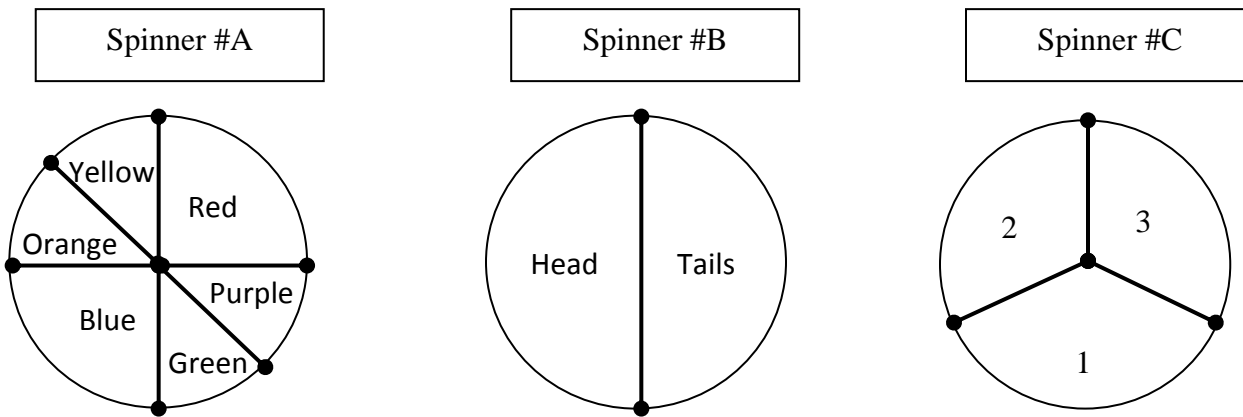 Spinner #A
Spinner #B
Spinner #C
Yellow
Red
Orange
Purple
Blue
Green
Head
Tails
2
3
1